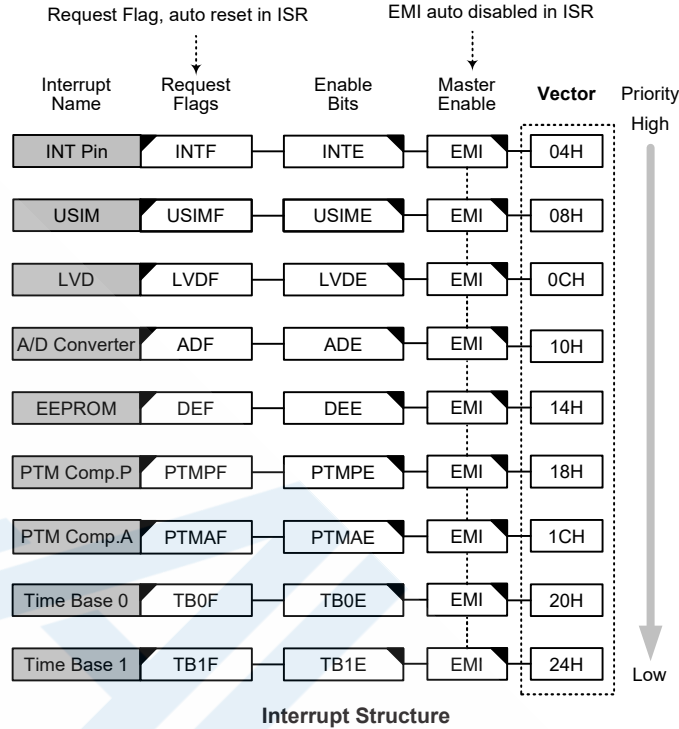 Request Flag, auto reset in ISR
EMI auto disabled in ISR
Interrupt Name
Request Flags
Enable Bits
Master Enable
Vector
Priority
High
INT Pin INTF INTE EMI 04H
USIM USIMF USIME EMI 08H
LVD LVDF LVDE EMI 0CH
A/D Converter ADF ADE EMI 10H
EEPROM DEF DEE EMI 14H
PTM Comp.P PTMPF PTMPE EMI 18H
PTM Comp.A PTMAF PTMAE EMI 1CH
Time Base 0 TB0F TB0E EMI 20H
Time Base 1 TB1F TB1E EMI 24H
Low
Interrupt Structure